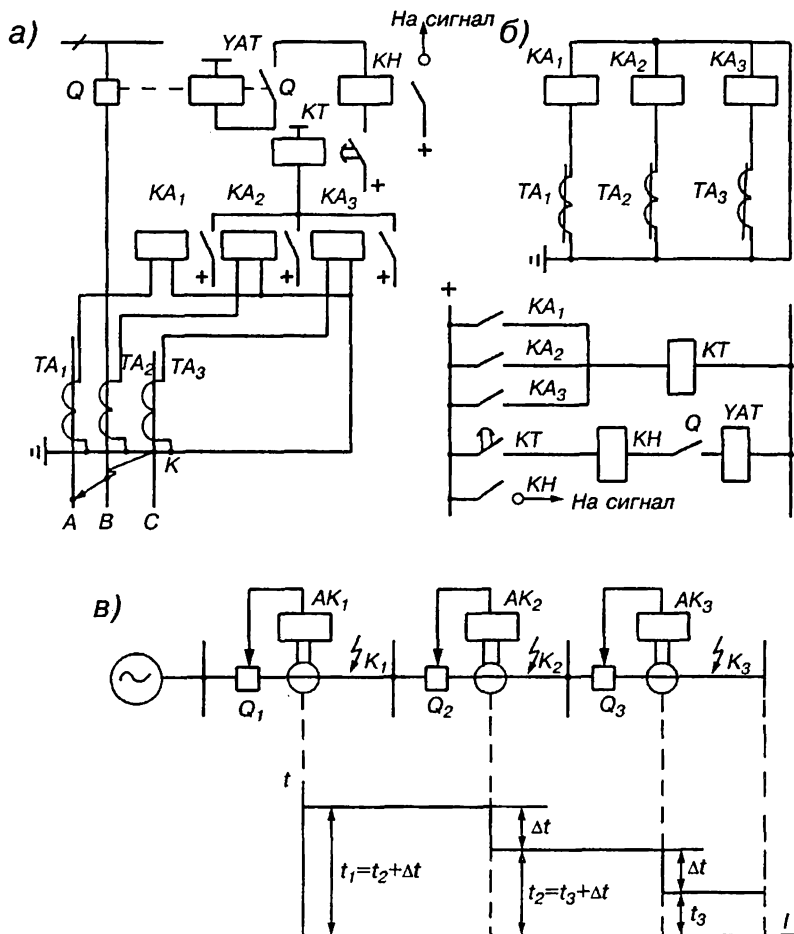 а)
На сигнал
YAT
KH
Q
Q
KT
+
+
KA₁ KA₂ KA₃
+ + +
TA₁ TA₂ TA₃
K
A B C
б)
KA₁ KA₂ KA₃
TA₁ TA₂ TA₃
+
KA₁
KA₂ KT
KA₃
KT KH Q YAT
KH
На сигнал
в)
AK₁ AK₂ AK₃
K₁ K₂ K₃
Q₁ Q₂ Q₃
t
Δt
t₁=t₂+Δt
t₂=t₃+Δt
Δt
t₃
l